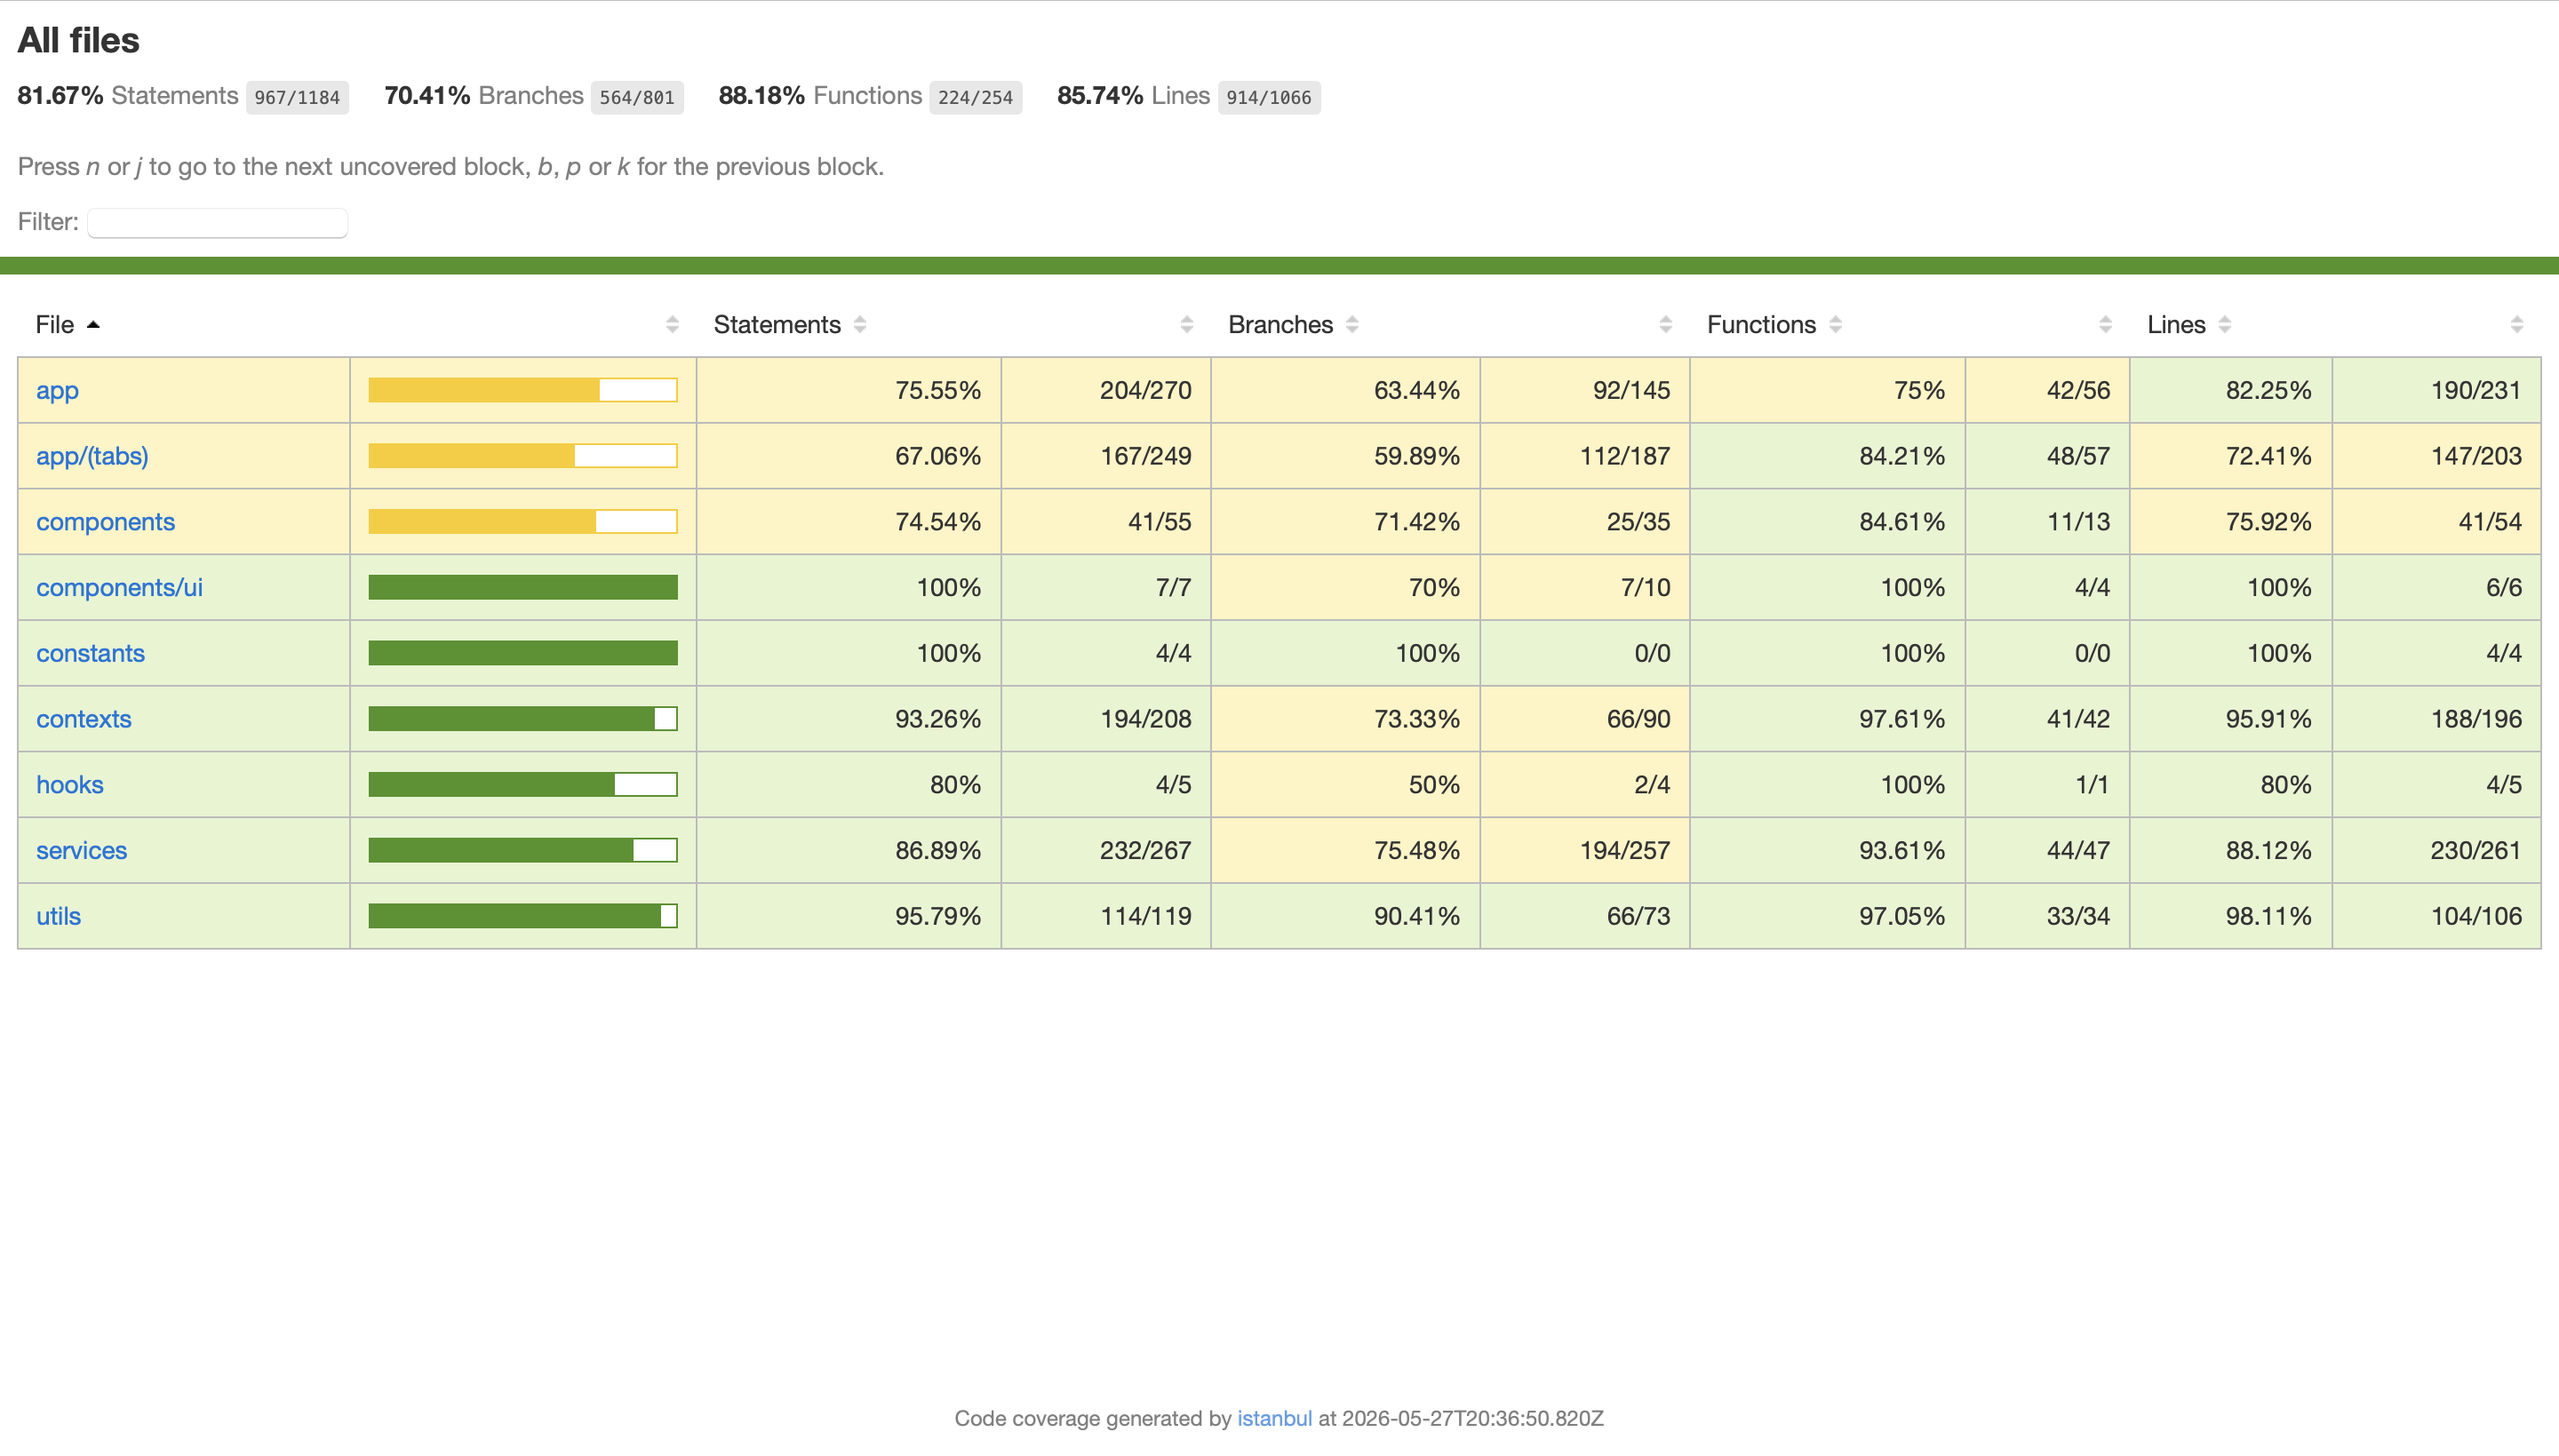 All files
81.67% Statements 967/1184 70.41% Branches 564/801 88.18% Functions 224/254 85.74% Lines 914/1066
Press n or j to go to the next uncovered block, b, p or k for the previous block.
Filter:
File Statements Branches Functions Lines
app 75.55% 204/270 63.44% 92/145 75% 42/56 82.25% 190/231
app/(tabs) 67.06% 167/249 59.89% 112/187 84.21% 48/57 72.41% 147/203
components 74.54% 41/55 71.42% 25/35 84.61% 11/13 75.92% 41/54
components/ui 100% 7/7 70% 7/10 100% 4/4 100% 6/6
constants 100% 4/4 100% 0/0 100% 0/0 100% 4/4
contexts 93.26% 194/208 73.33% 66/90 97.61% 41/42 95.91% 188/196
hooks 80% 4/5 50% 2/4 100% 1/1 80% 4/5
services 86.89% 232/267 75.48% 194/257 93.61% 44/47 88.12% 230/261
utils 95.79% 114/119 90.41% 66/73 97.05% 33/34 98.11% 104/106
Code coverage generated by istanbul at 2026-05-27T20:36:50.820Z